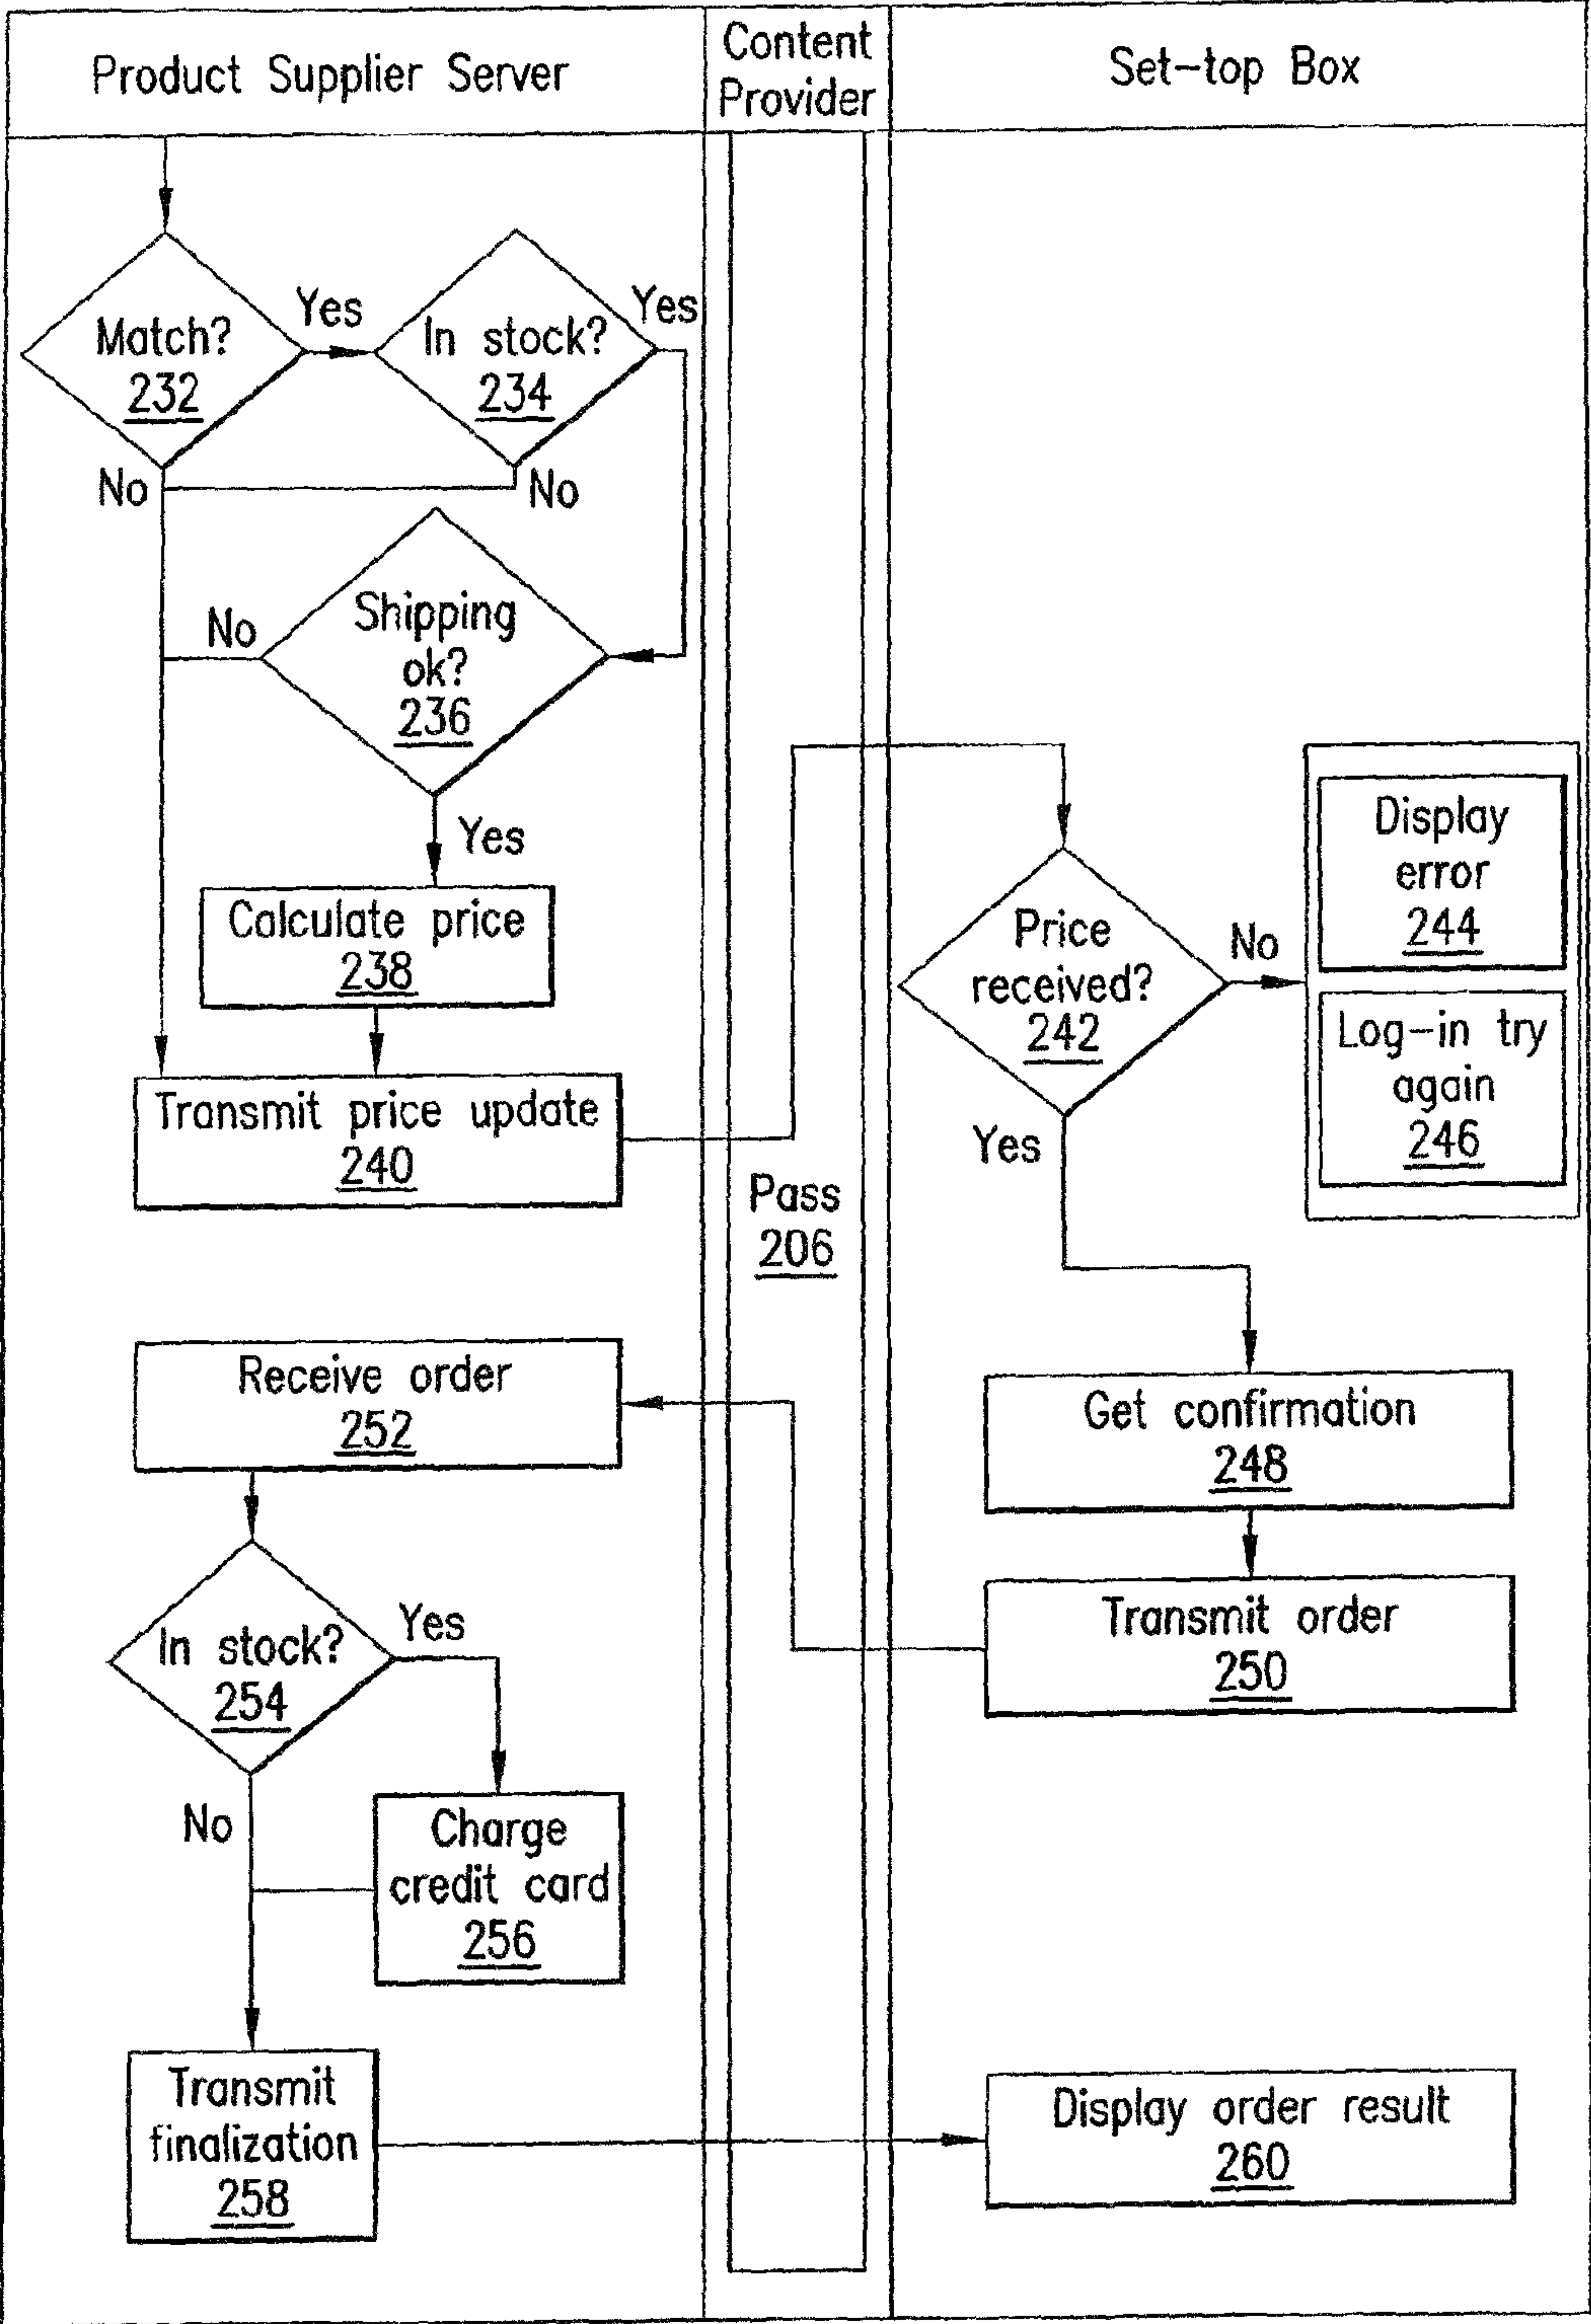 Product Supplier Server
Content
Provider
Set-top Box
Match?
232
Yes
In stock?
234
Yes
No
No
Shipping
ok?
236
No
Yes
Calculate price
238
Transmit price update
240
Pass
206
Price
received?
242
No
Yes
Display
error
244
Log-in try
again
246
Get confirmation
248
Transmit order
250
Receive order
252
In stock?
254
Yes
No
Charge
credit card
256
Transmit
finalization
258
Display order result
260